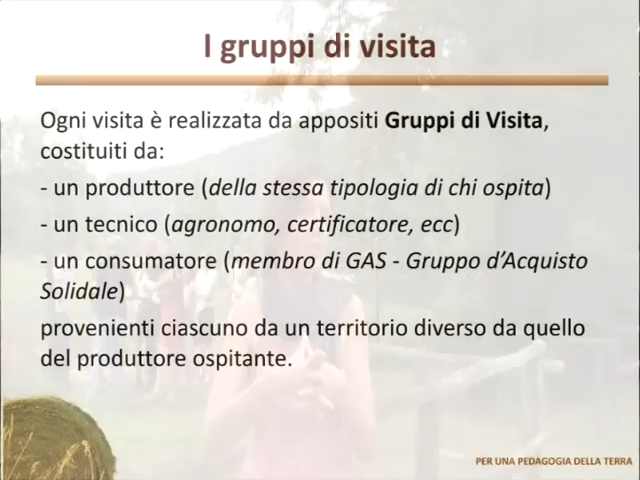 I gruppi di visita
Ogni visita è realizzata da appositi Gruppi di Visita,
costituiti da:
- un produttore (della stessa tipologia di chi ospita)
- un tecnico (agronomo, certificatore, ecc)
- un consumatore (membro di GAS - Gruppo d’Acquisto
Solidale)
provenienti ciascuno da un territorio diverso da quello
del produttore ospitante.
PER UNA PEDAGOGIA DELLA TERRA